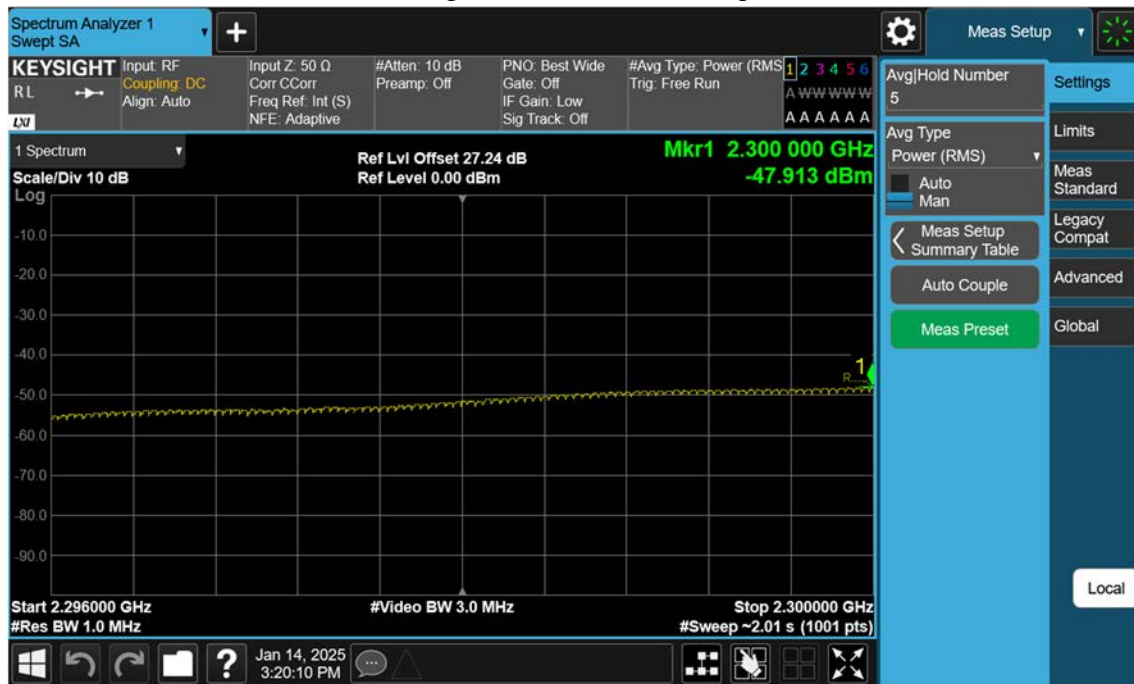 Spectrum Analyzer 1
Swept SA
Meas Setup
KEYSIGHT
RL
LXI
Input: RF
Coupling: DC
Align: Auto
Input Z: 50 Ω
Corr CCorr
Freq Ref: Int (S)
NFE: Adaptive
#Atten: 10 dB
Preamp: Off
PNO: Best Wide
Gate: Off
IF Gain: Low
Sig Track: Off
#Avg Type: Power (RMS
Trig: Free Run
1 2 3 4 5 6
A W W W W W
A A A A A A
1 Spectrum
Scale/Div 10 dB
Log
Ref Lvl Offset 27.24 dB
Ref Level 0.00 dBm
Mkr1 2.300 000 GHz
-47.913 dBm
-10.0
-20.0
-30.0
-40.0
-50.0
-60.0
-70.0
-80.0
-90.0
1
Start 2.296000 GHz
#Video BW 3.0 MHz
Stop 2.300000 GHz
#Res BW 1.0 MHz
#Sweep ~2.01 s (1001 pts)
Avg|Hold Number
5
Avg Type
Power (RMS)
Auto
Man
Meas Setup
Summary Table
Auto Couple
Meas Preset
Settings
Limits
Meas
Standard
Legacy
Compat
Advanced
Global
Local
?
Jan 14, 2025
3:20:10 PM